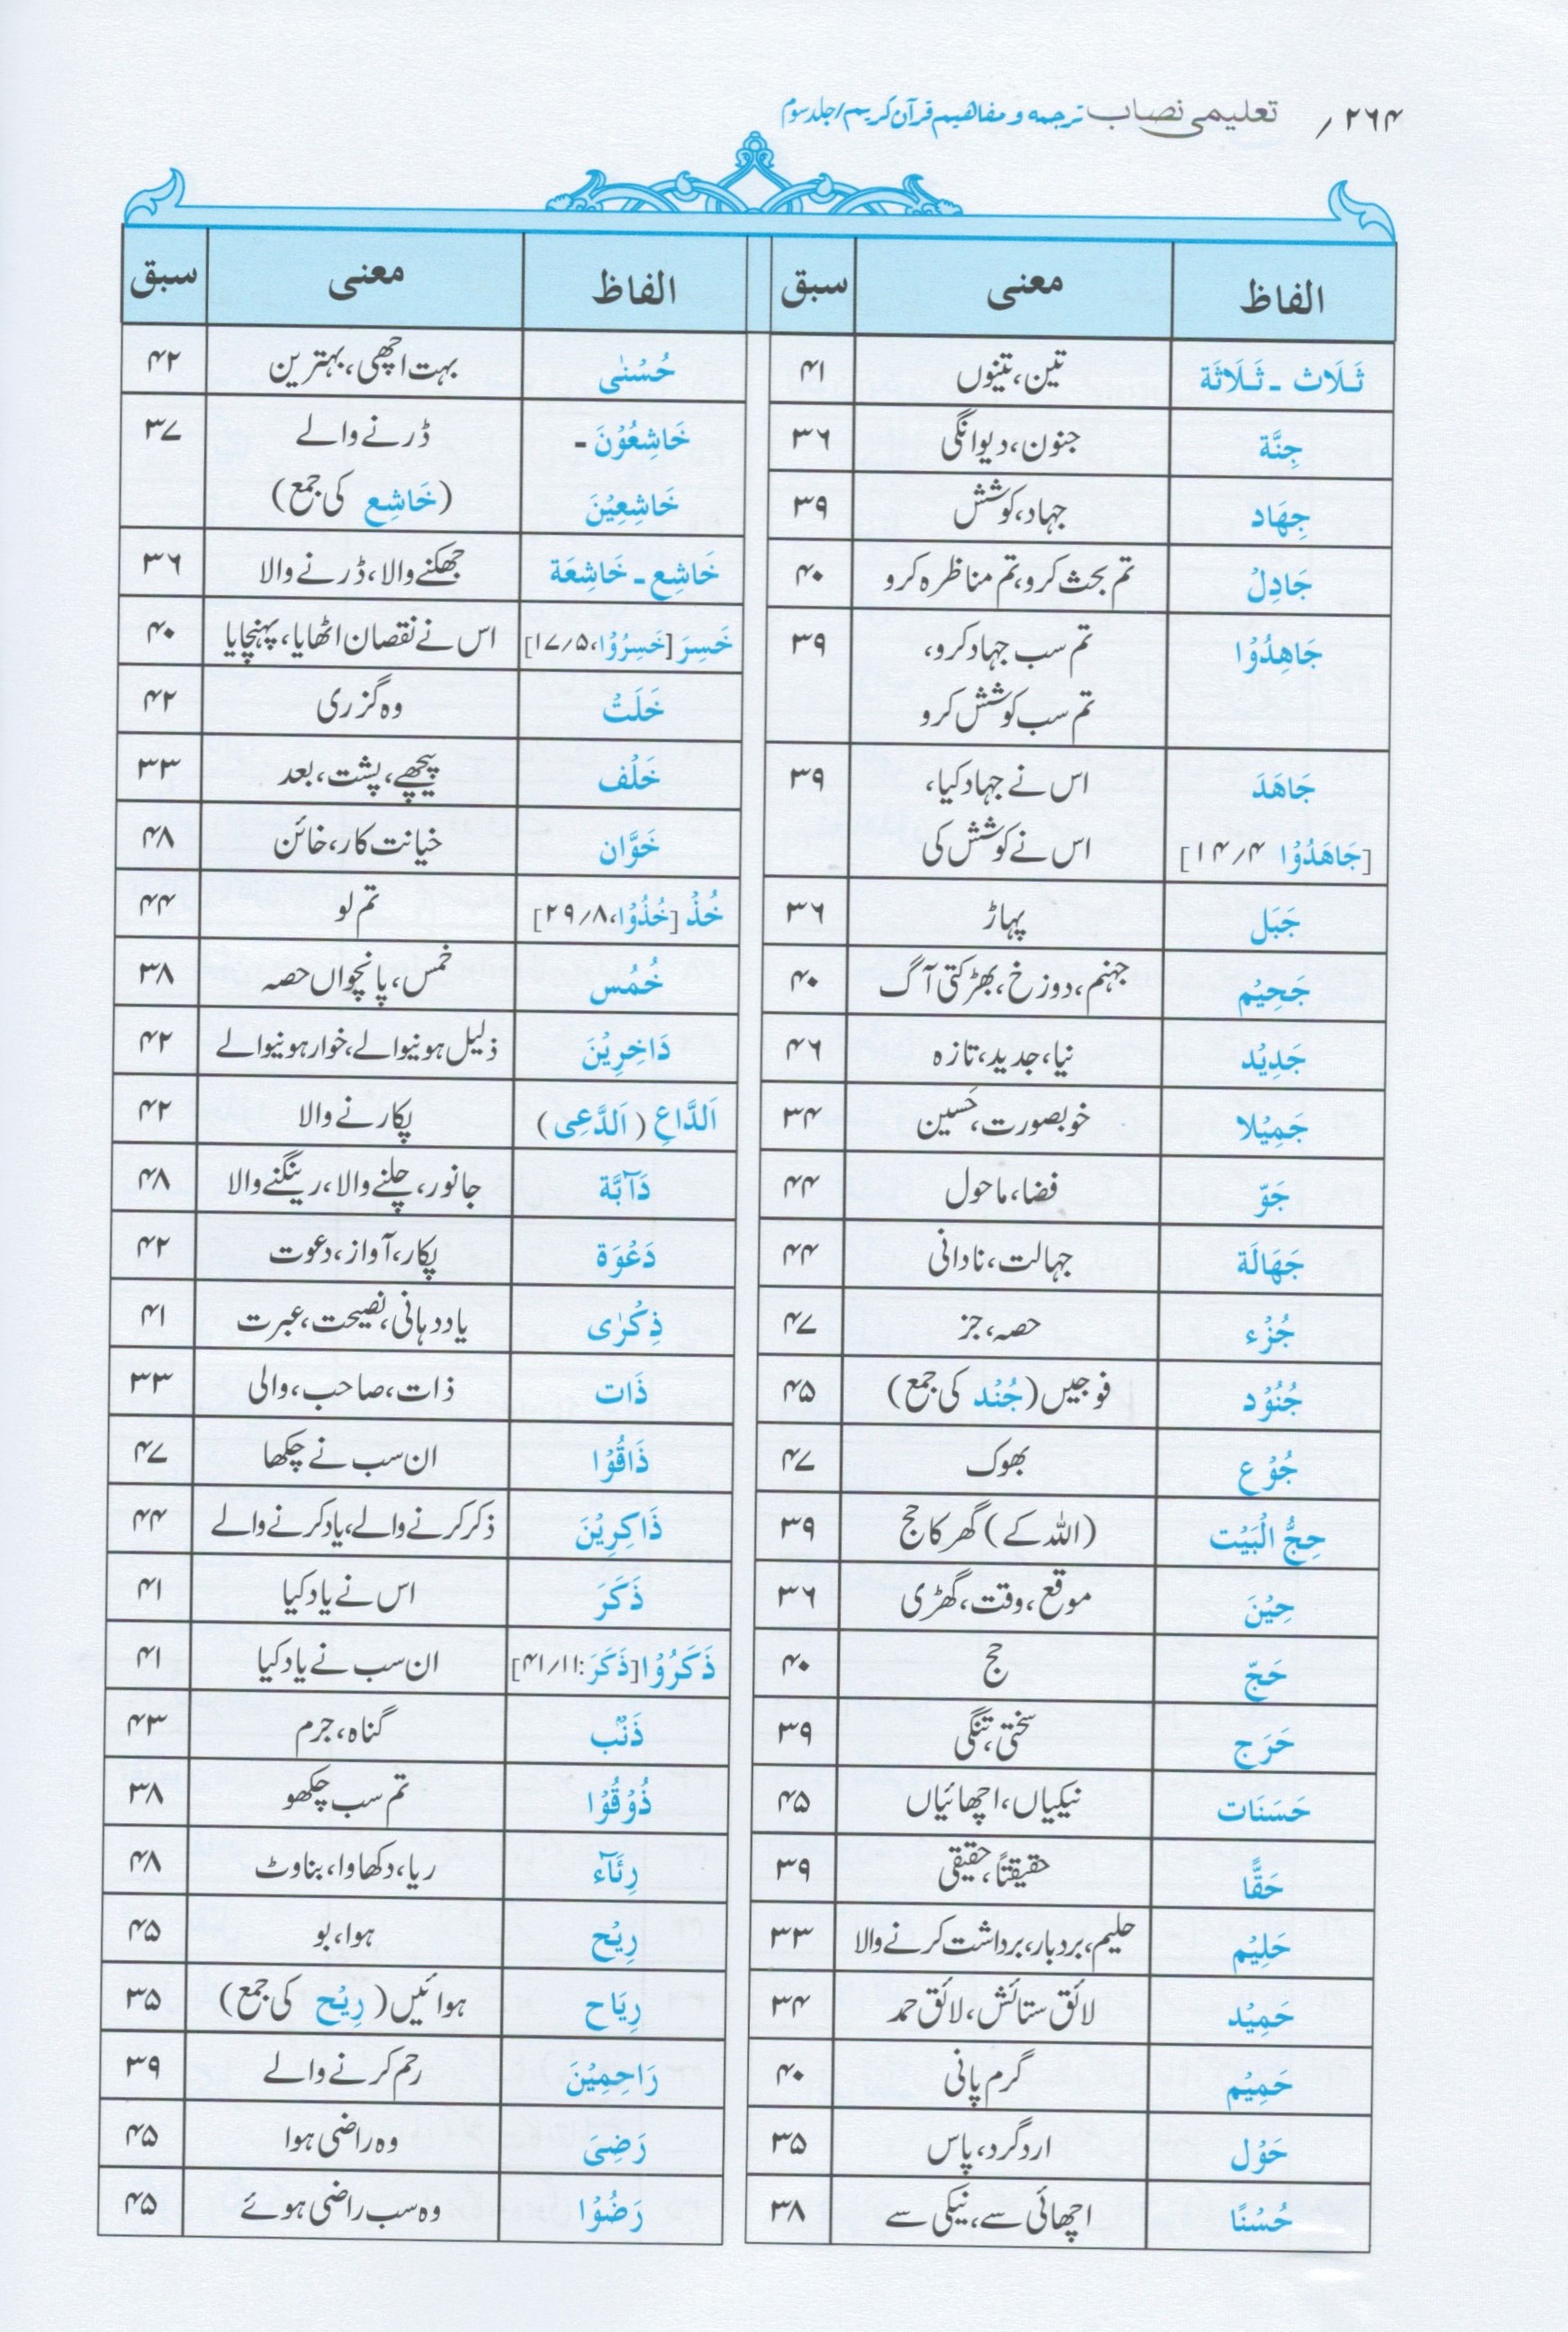 ۲۶۴ / تعلیمی نصاب ترجمہ و مفاهیم قرآن کریم/جلد سوم
الفاظ معنی سبق
ثَلَاث ـ ثَلَاثَة تین، تینوں ۴۱
جِنَّة جنون، دیوانگی ۳۶
جِهَاد جہاد، کوشش ۳۹
جَادِلْ تم بحث کرو، تم مناظرہ کرو ۴۰
جَاهِدُوْا تم سب جہاد کرو، ۳۹
تم سب کوشش کرو
جَاهَدَ اس نے جہاد کیا، ۳۹
[جَاهَدُوْا ۱۴/۴] اس نے کوشش کی
جَبَل پہاڑ ۳۶
جَحِيْم جہنم، دوزخ، بھڑکتی آگ ۴۰
جَدِيْد نیا، جدید، تازہ ۴۶
جَمِيْلا خوبصورت، حَسین ۳۴
جَوّ فضا، ماحول ۴۴
جَهَالَة جہالت، نادانی ۴۴
جُزْء حصہ، جز ۴۷
جُنُوْد فوجیں (جُنْد کی جمع) ۴۵
جُوْع بھوک ۴۷
حِجُّ الْبَيْت (اللہ کے) گھر کا حج ۳۹
حِيْنَ موقع، وقت، گھڑی ۳۶
حَجّ حج ۴۰
حَرَج سختی، تنگی ۳۹
حَسَنَات نیکیاں، اچھائیاں ۴۵
حَقًّا حقیقتاً، حقیقی ۳۹
حَلِيْم حلیم، بردبار، برداشت کرنے والا ۳۳
حَمِيْد لائق ستائش، لائق حمد ۳۴
حَمِيْم گرم پانی ۴۰
حَوْل اردگرد، پاس ۳۵
حُسْنًا اچھائی سے، نیکی سے ۳۸
الفاظ معنی سبق
حُسْنٰى بہت اچھی، بہترین ۴۲
خَاشِعُوْنَ ـ ڈرنے والے ۳۷
خَاشِعِيْنَ (خَاشِع کی جمع)
خَاشِع ـ خَاشِعَة جھکنے والا، ڈرنے والا ۳۶
خَسِرَ [خَسِرُوْا، ۱۷/۵] اس نے نقصان اٹھایا، پہنچایا ۴۰
خَلَتْ وہ گزری ۴۲
خَلْف پیچھے، پشت، بعد ۳۳
خَوَّان خیانت کار، خائن ۴۸
خُذْ [خُذُوْا، ۲۹/۸] تم لو ۴۴
خُمُس خمس، پانچواں حصہ ۳۸
دَاخِرِيْنَ ذلیل ہونیوالے، خوار ہونیوالے ۴۲
اَلدَّاعِ (اَلدَّعِى) پکارنے والا ۴۲
دَآبَّة جانور، چلنے والا، رینگنے والا ۴۸
دَعْوَة پکار، آواز، دعوت ۴۲
ذِكْرٰى یاددہانی، نصیحت، عبرت ۴۱
ذَات ذات، صاحب، والی ۳۳
ذَاقُوْا ان سب نے چکھا ۴۷
ذَاكِرِيْنَ ذکر کرنے والے، یاد کرنے والے ۴۴
ذَكَرَ اس نے یاد کیا ۴۱
ذَكَرُوْا [ذَكَرَ: ۴۱/۱۱] ان سب نے یاد کیا ۴۱
ذَنْب گناہ، جرم ۴۳
ذُوْقُوْا تم سب چکھو ۳۸
رِئَآء ریا، دکھاوا، بناوٹ ۴۸
رِيْح ہوا، بو ۴۵
رِيَاح ہوائیں (رِيْح کی جمع) ۳۵
رَاحِمِيْنَ رحم کرنے والے ۳۹
رَضِىَ وہ راضی ہوا ۴۵
رَضُوْا وہ سب راضی ہوئے ۴۵